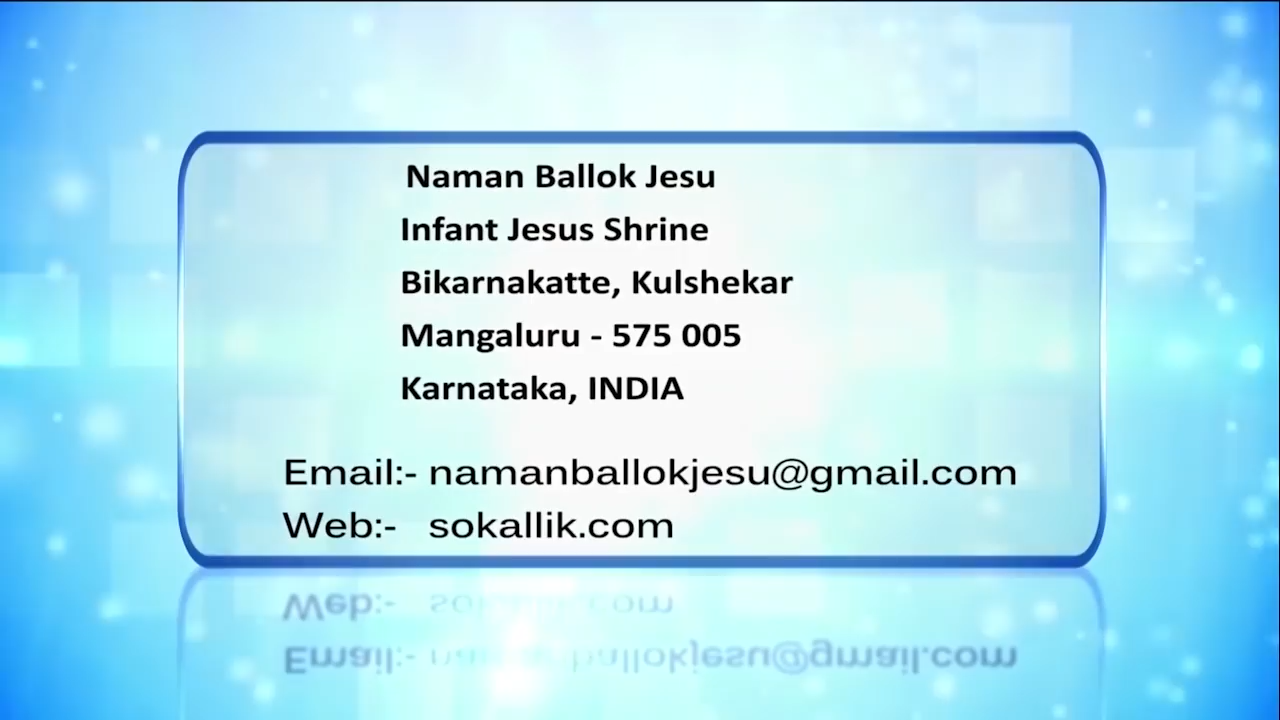 Naman Ballok Jesu
Infant Jesus Shrine
Bikarnakatte, Kulshekar
Mangaluru - 575 005
Karnataka, INDIA
Email:- namanballokjesu@gmail.com
Web:- sokallik.com